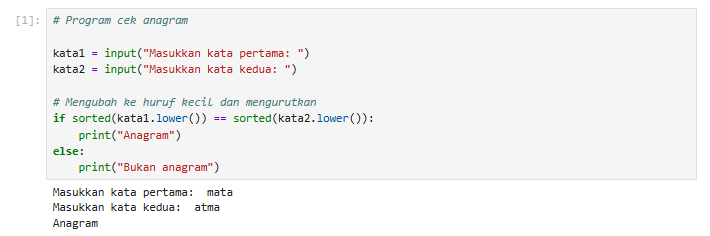 [1]: # Program cek anagram
kata1 = input("Masukkan kata pertama: ")
kata2 = input("Masukkan kata kedua: ")
# Mengubah ke huruf kecil dan mengurutkan
if sorted(kata1.lower()) == sorted(kata2.lower()):
    print("Anagram")
else:
    print("Bukan anagram")
Masukkan kata pertama:  mata
Masukkan kata kedua:  atma
Anagram